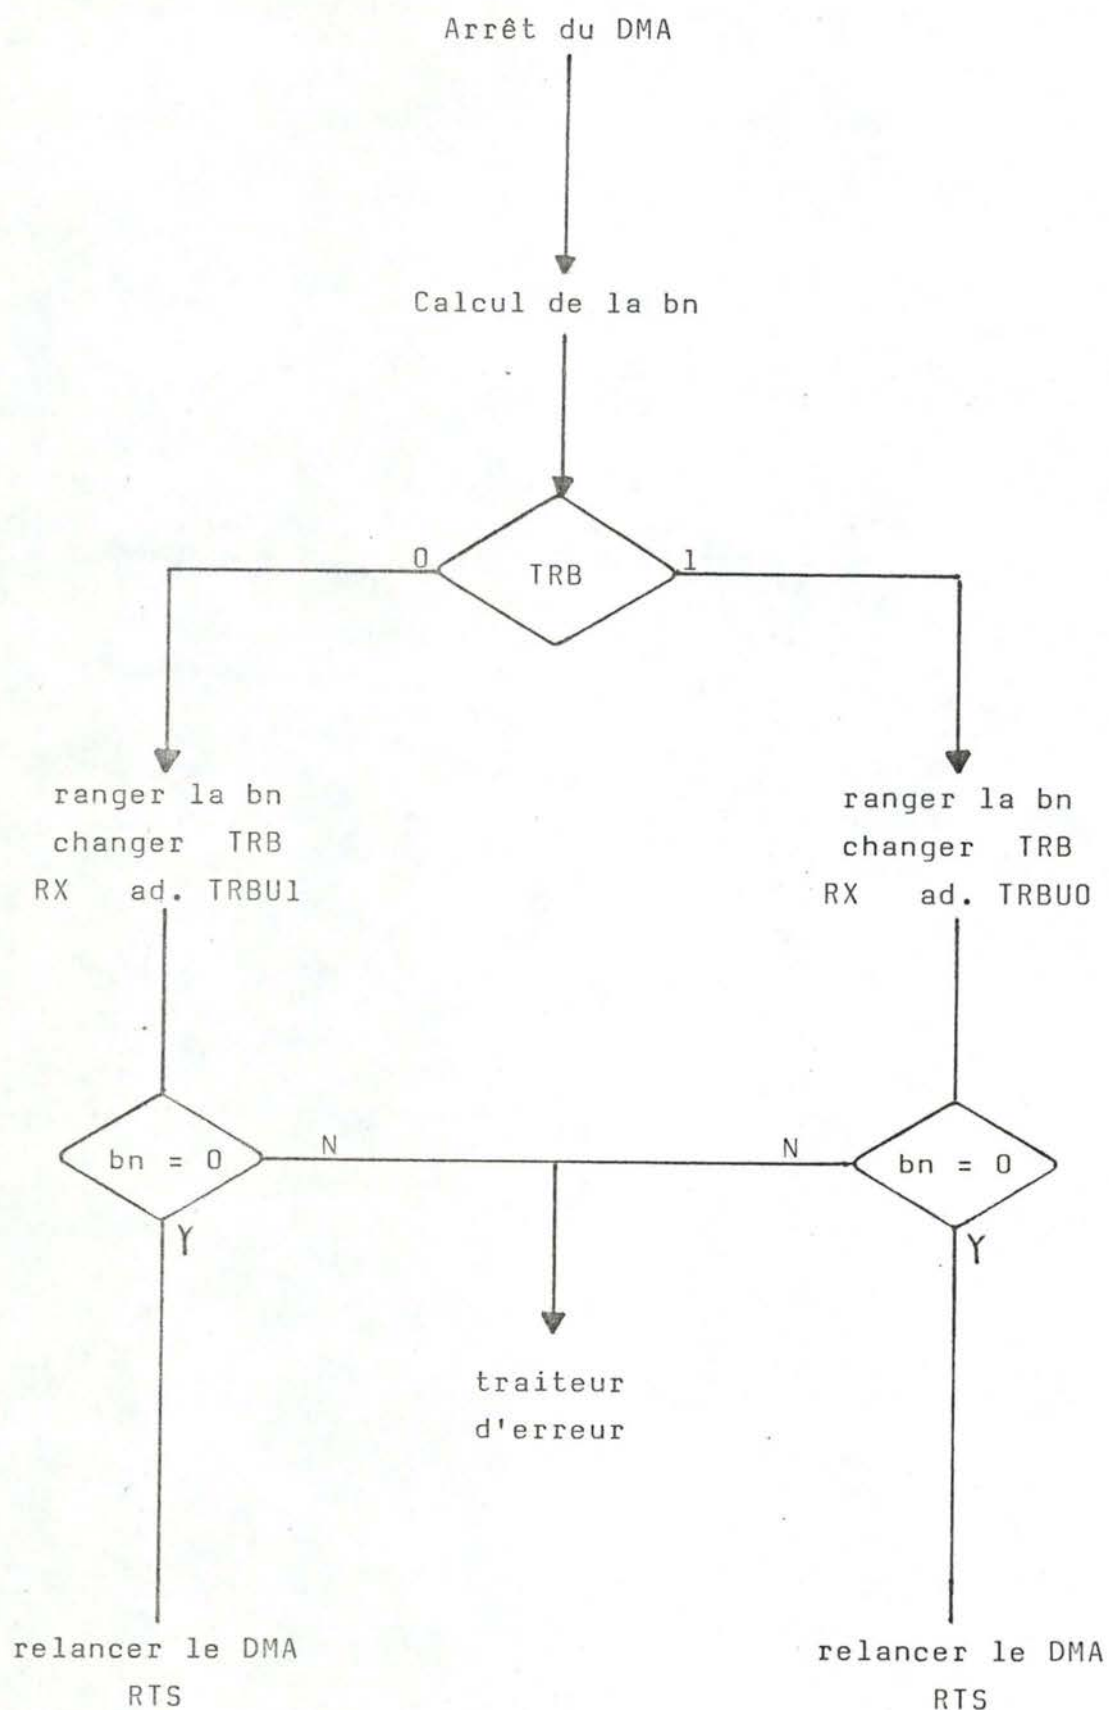 Arrêt du DMA
Calcul de la bn
0
TRB
1
ranger la bn
changer TRB
RX ad. TRBU1
ranger la bn
changer TRB
RX ad. TRBU0
bn = 0
N
Y
N
bn = 0
Y
traiteur
d'erreur
relancer le DMA
RTS
relancer le DMA
RTS